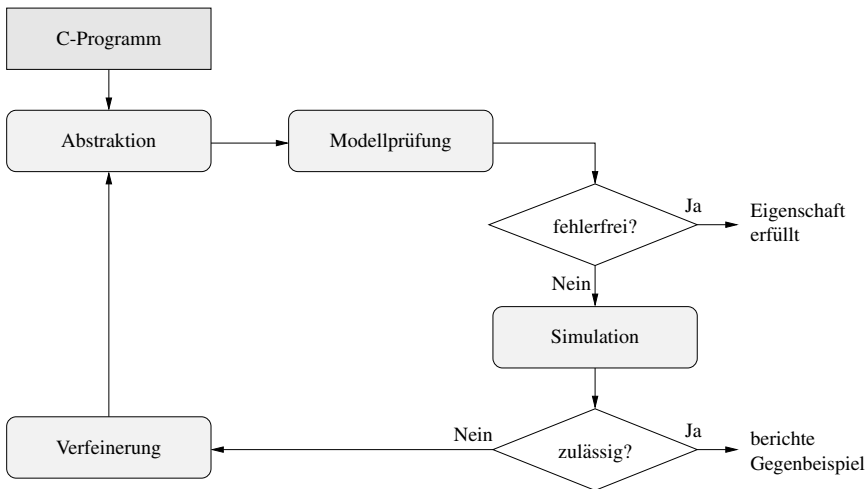 C-Programm
Abstraktion
Modellprüfung
fehlerfrei?
Ja
Eigenschaft
erfüllt
Nein
Simulation
Verfeinerung
Nein
zulässig?
Ja
berichte
Gegenbeispiel